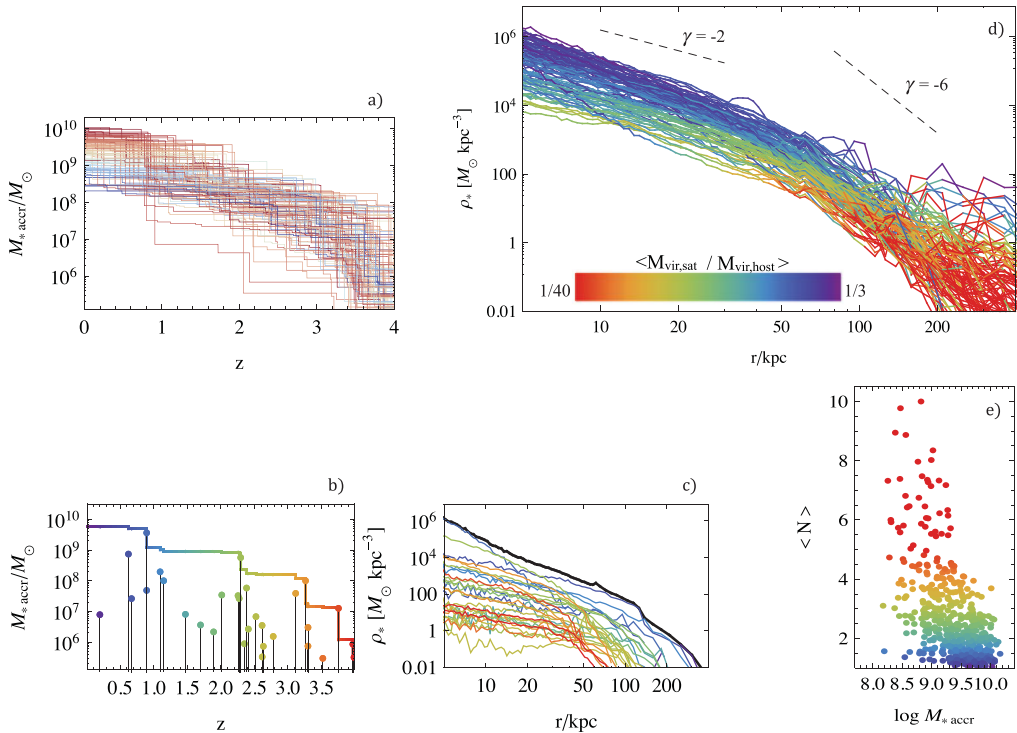 a)
10^10
10^9
10^8
10^7
10^6
M_* accr/M_⊙
0 1 2 3 4
z
d)
10^6
10^4
100
1
0.01
ρ_* [M_⊙ kpc^−3]
γ = -2
γ = -6
<M_vir,sat / M_vir,host>
1/40 1/3
10 20 50 100 200
r/kpc
b)
10^10
10^9
10^8
10^7
10^6
M_* accr/M_⊙
0.5 1.0 1.5 2.0 2.5 3.0 3.5
z
c)
10^6
10^4
100
1
0.01
ρ_* [M_⊙ kpc^−3]
10 20 50 100 200
r/kpc
e)
10
8
6
4
2
< N >
8.0 8.5 9.0 9.5 10.0
log M_* accr